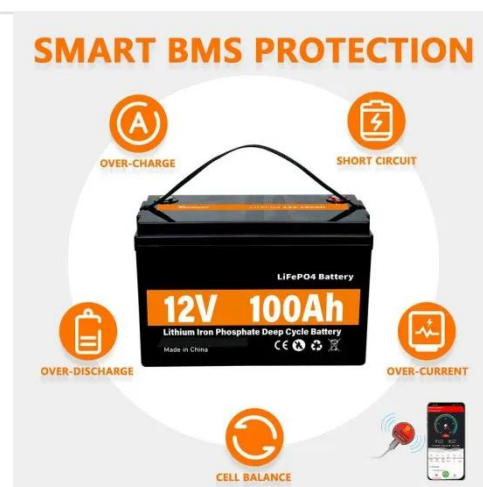 SMART BMS PROTECTION
OVER-CHARGE
SHORT CIRCUIT
LiFePO4 Battery
12V 100Ah
Lithium Iron Phosphate Deep Cycle Battery
Made in China
CE
OVER-DISCHARGE
OVER-CURRENT
CELL BALANCE